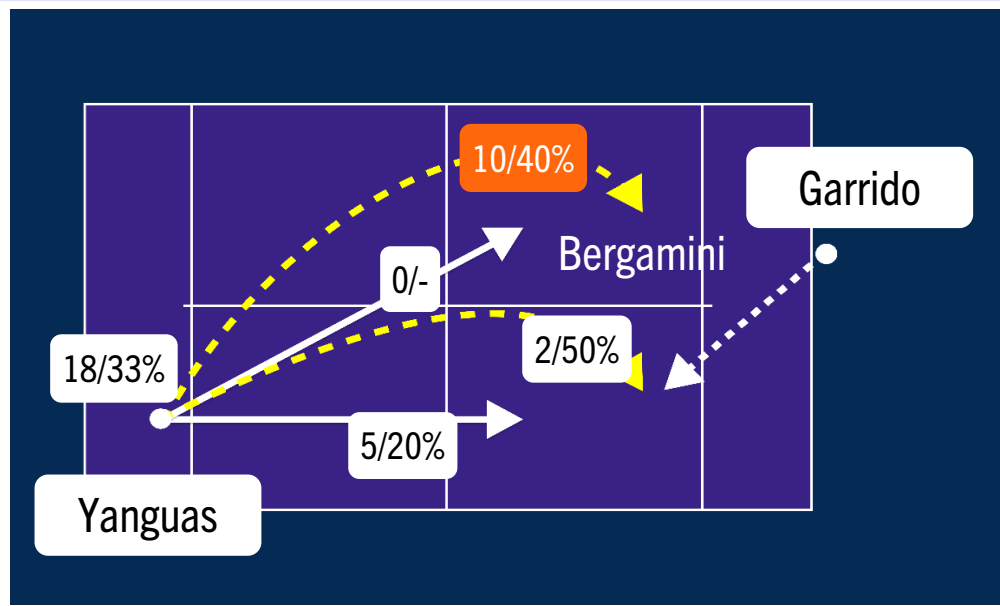 10/40%
Garrido
Bergamini
0/-
2/50%
18/33%
5/20%
Yanguas